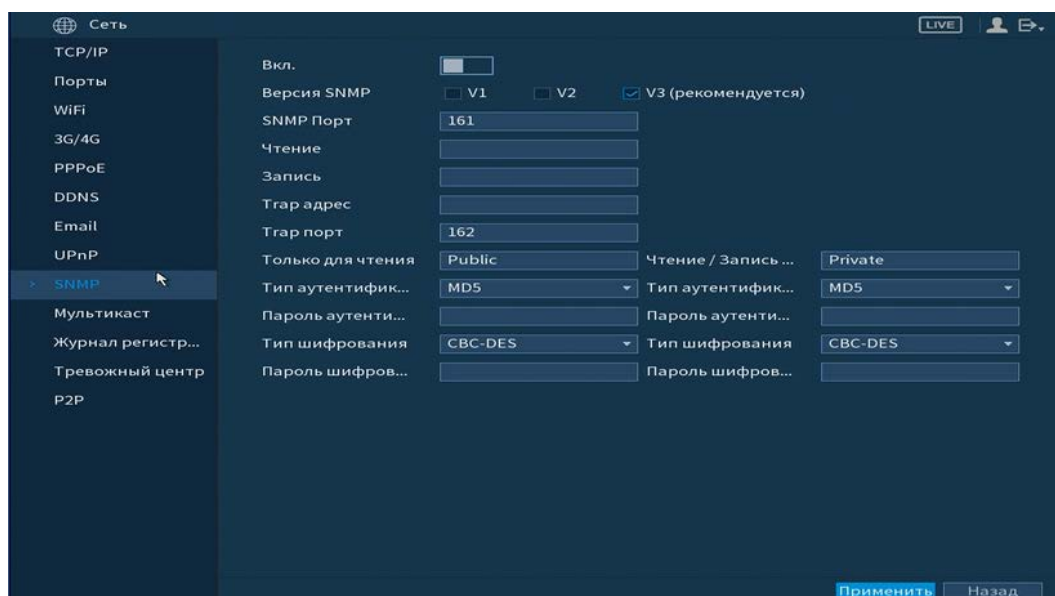 Сеть
LIVE
TCP/IP
Порты
WiFi
3G/4G
PPPoE
DDNS
Email
UPnP
SNMP
Мультикаст
Журнал регистр...
Тревожный центр
P2P
Вкл.
Версия SNMP V1 V2 V3 (рекомендуется)
SNMP Порт 161
Чтение
Запись
Trap адрес
Trap порт 162
Только для чтения Public Чтение / Запись ... Private
Тип аутентифик... MD5 Тип аутентифик... MD5
Пароль аутенти... Пароль аутенти...
Тип шифрования CBC-DES Тип шифрования CBC-DES
Пароль шифров... Пароль шифров...
Применить Назад